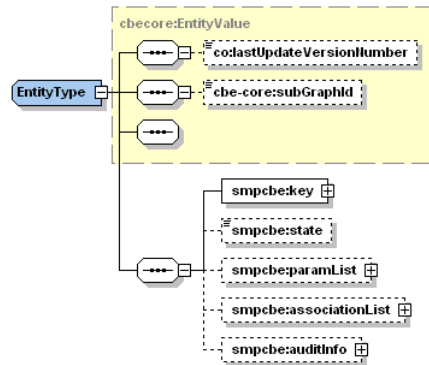 cbecore:EntityValue
co:lastUpdateVersionNumber
EntityType
cbe-core:subGraphId
smpcbe:key
smpcbe:state
smpcbe:paramList
smpcbe:associationList
smpcbe:auditInfo